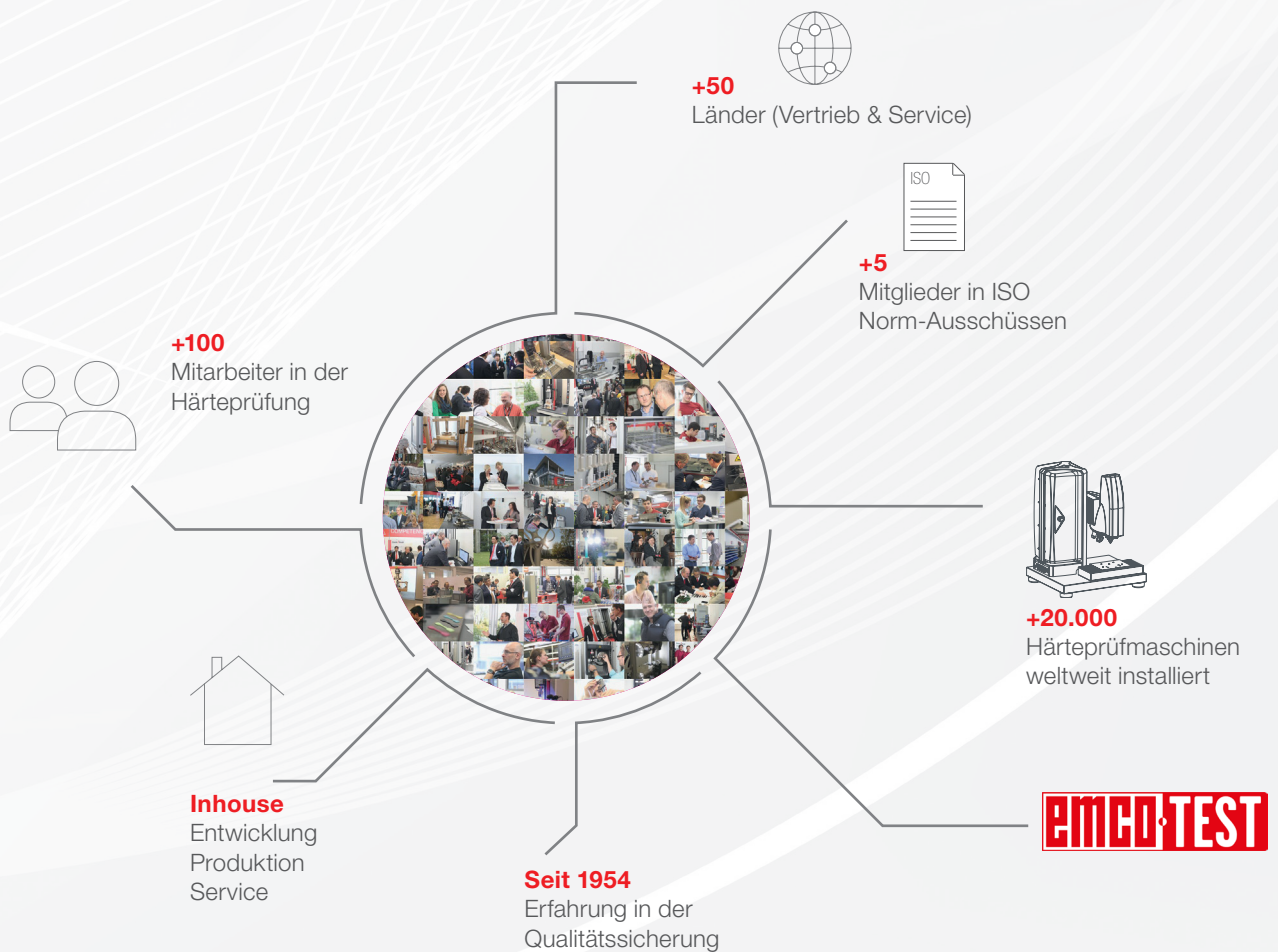 +50
Länder (Vertrieb & Service)
ISO
+5
Mitglieder in ISO
Norm-Ausschüssen
+100
Mitarbeiter in der
Härteprüfung
+20.000
Härteprüfmaschinen
weltweit installiert
Inhouse
Entwicklung
Produktion
Service
emco·TEST
Seit 1954
Erfahrung in der
Qualitätssicherung